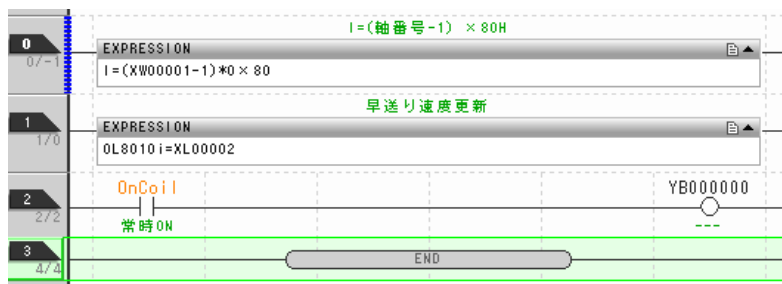 I=(軸番号-1) ×80H
0
0/-1
EXPRESSION
I=(XW00001-1)*0×80
早送り速度更新
1
1/0
EXPRESSION
OL8010i=XL00002
OnCoil
YB000000
2
2/2
常時ON
---
3
4/4
END